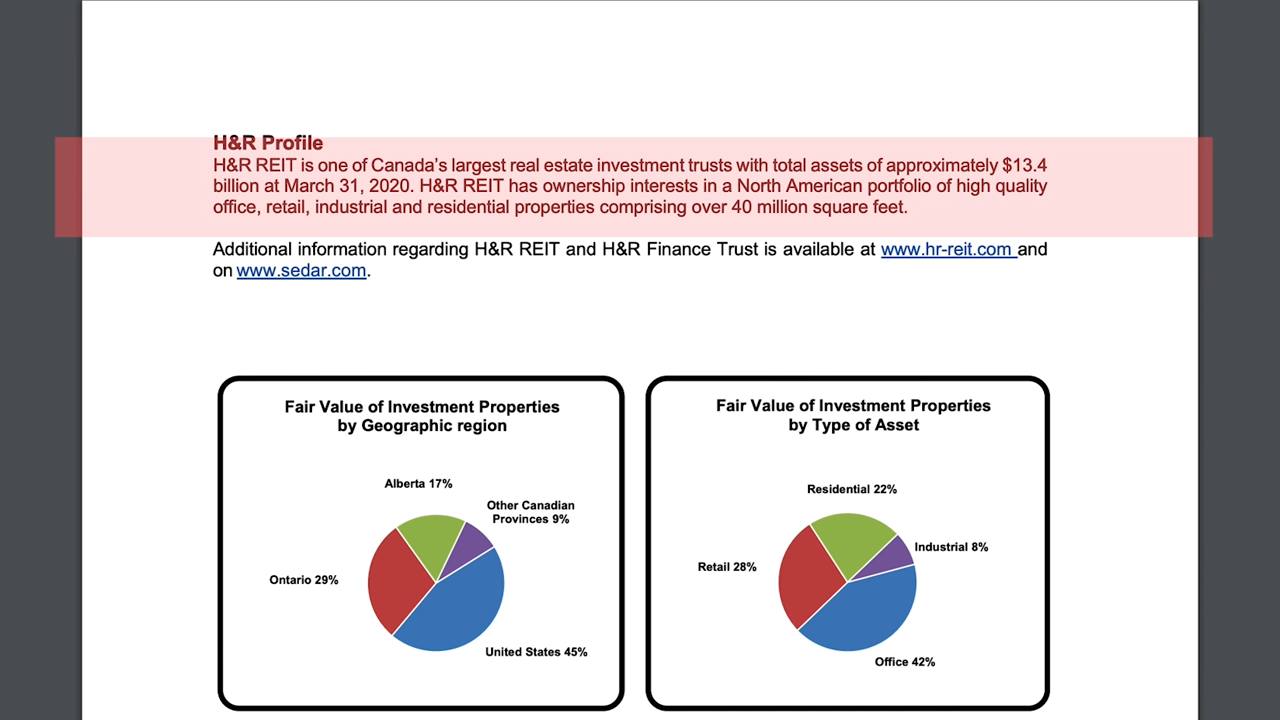 H&R Profile
H&R REIT is one of Canada's largest real estate investment trusts with total assets of approximately $13.4
billion at March 31, 2020. H&R REIT has ownership interests in a North American portfolio of high quality
office, retail, industrial and residential properties comprising over 40 million square feet.
Additional information regarding H&R REIT and H&R Finance Trust is available at www.hr-reit.com and
on www.sedar.com.
Fair Value of Investment Properties
by Geographic region
Alberta 17%
Other Canadian
Provinces 9%
Ontario 29%
United States 45%
Fair Value of Investment Properties
by Type of Asset
Residential 22%
Industrial 8%
Retail 28%
Office 42%